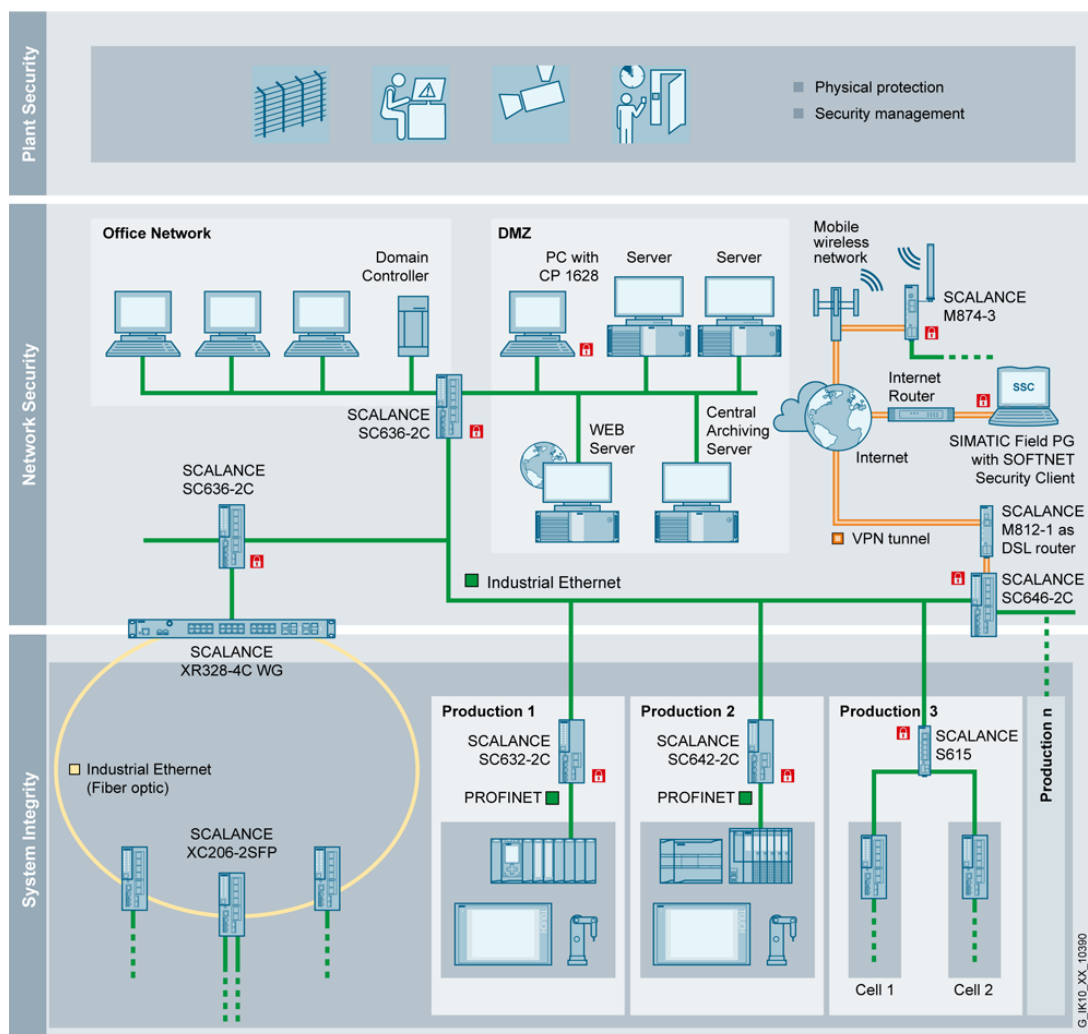 Plant Security
Physical protection
Security management
Network Security
Office Network
Domain
Controller
DMZ
PC with
CP 1628
Server
Server
Mobile
wireless
network
SCALANCE
M874-3
SCALANCE
SC636-2C
WEB
Server
Central
Archiving
Server
Internet
Router
SSC
Internet
SIMATIC Field PG
with SOFTNET
Security Client
SCALANCE
SC636-2C
VPN tunnel
SCALANCE
M812-1 as
DSL router
Industrial Ethernet
SCALANCE
SC646-2C
System Integrity
SCALANCE
XR328-4C WG
Industrial Ethernet
(Fiber optic)
SCALANCE
XC206-2SFP
Production 1
SCALANCE
SC632-2C
PROFINET
Production 2
SCALANCE
SC642-2C
PROFINET
Production 3
SCALANCE
S615
Cell 1
Cell 2
Production n
G_IK10_XX_10390